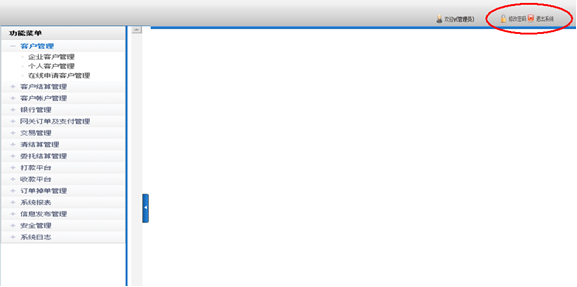 欢迎(管理员) 修改密码 退出系统
功能菜单
客户管理
企业客户管理
个人客户管理
在线申请客户管理
客户结算管理
客户帐户管理
银行管理
网关订单及支付管理
交易管理
清结算管理
委托结算管理
打款平台
收款平台
订单掉单管理
系统报表
信息发布管理
安全管理
系统日志